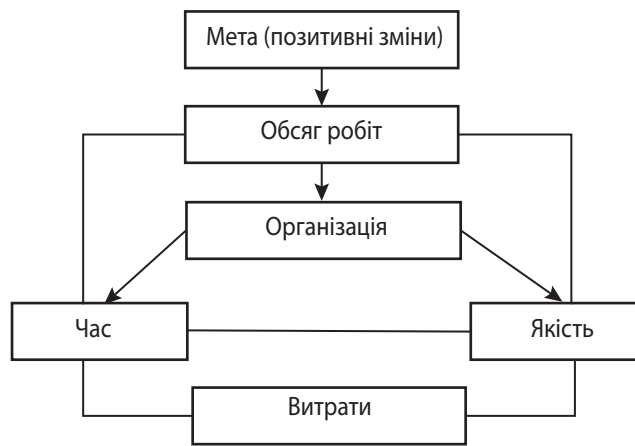 Мета (позитивні зміни)
Обсяг робіт
Організація
Час
Якість
Витрати